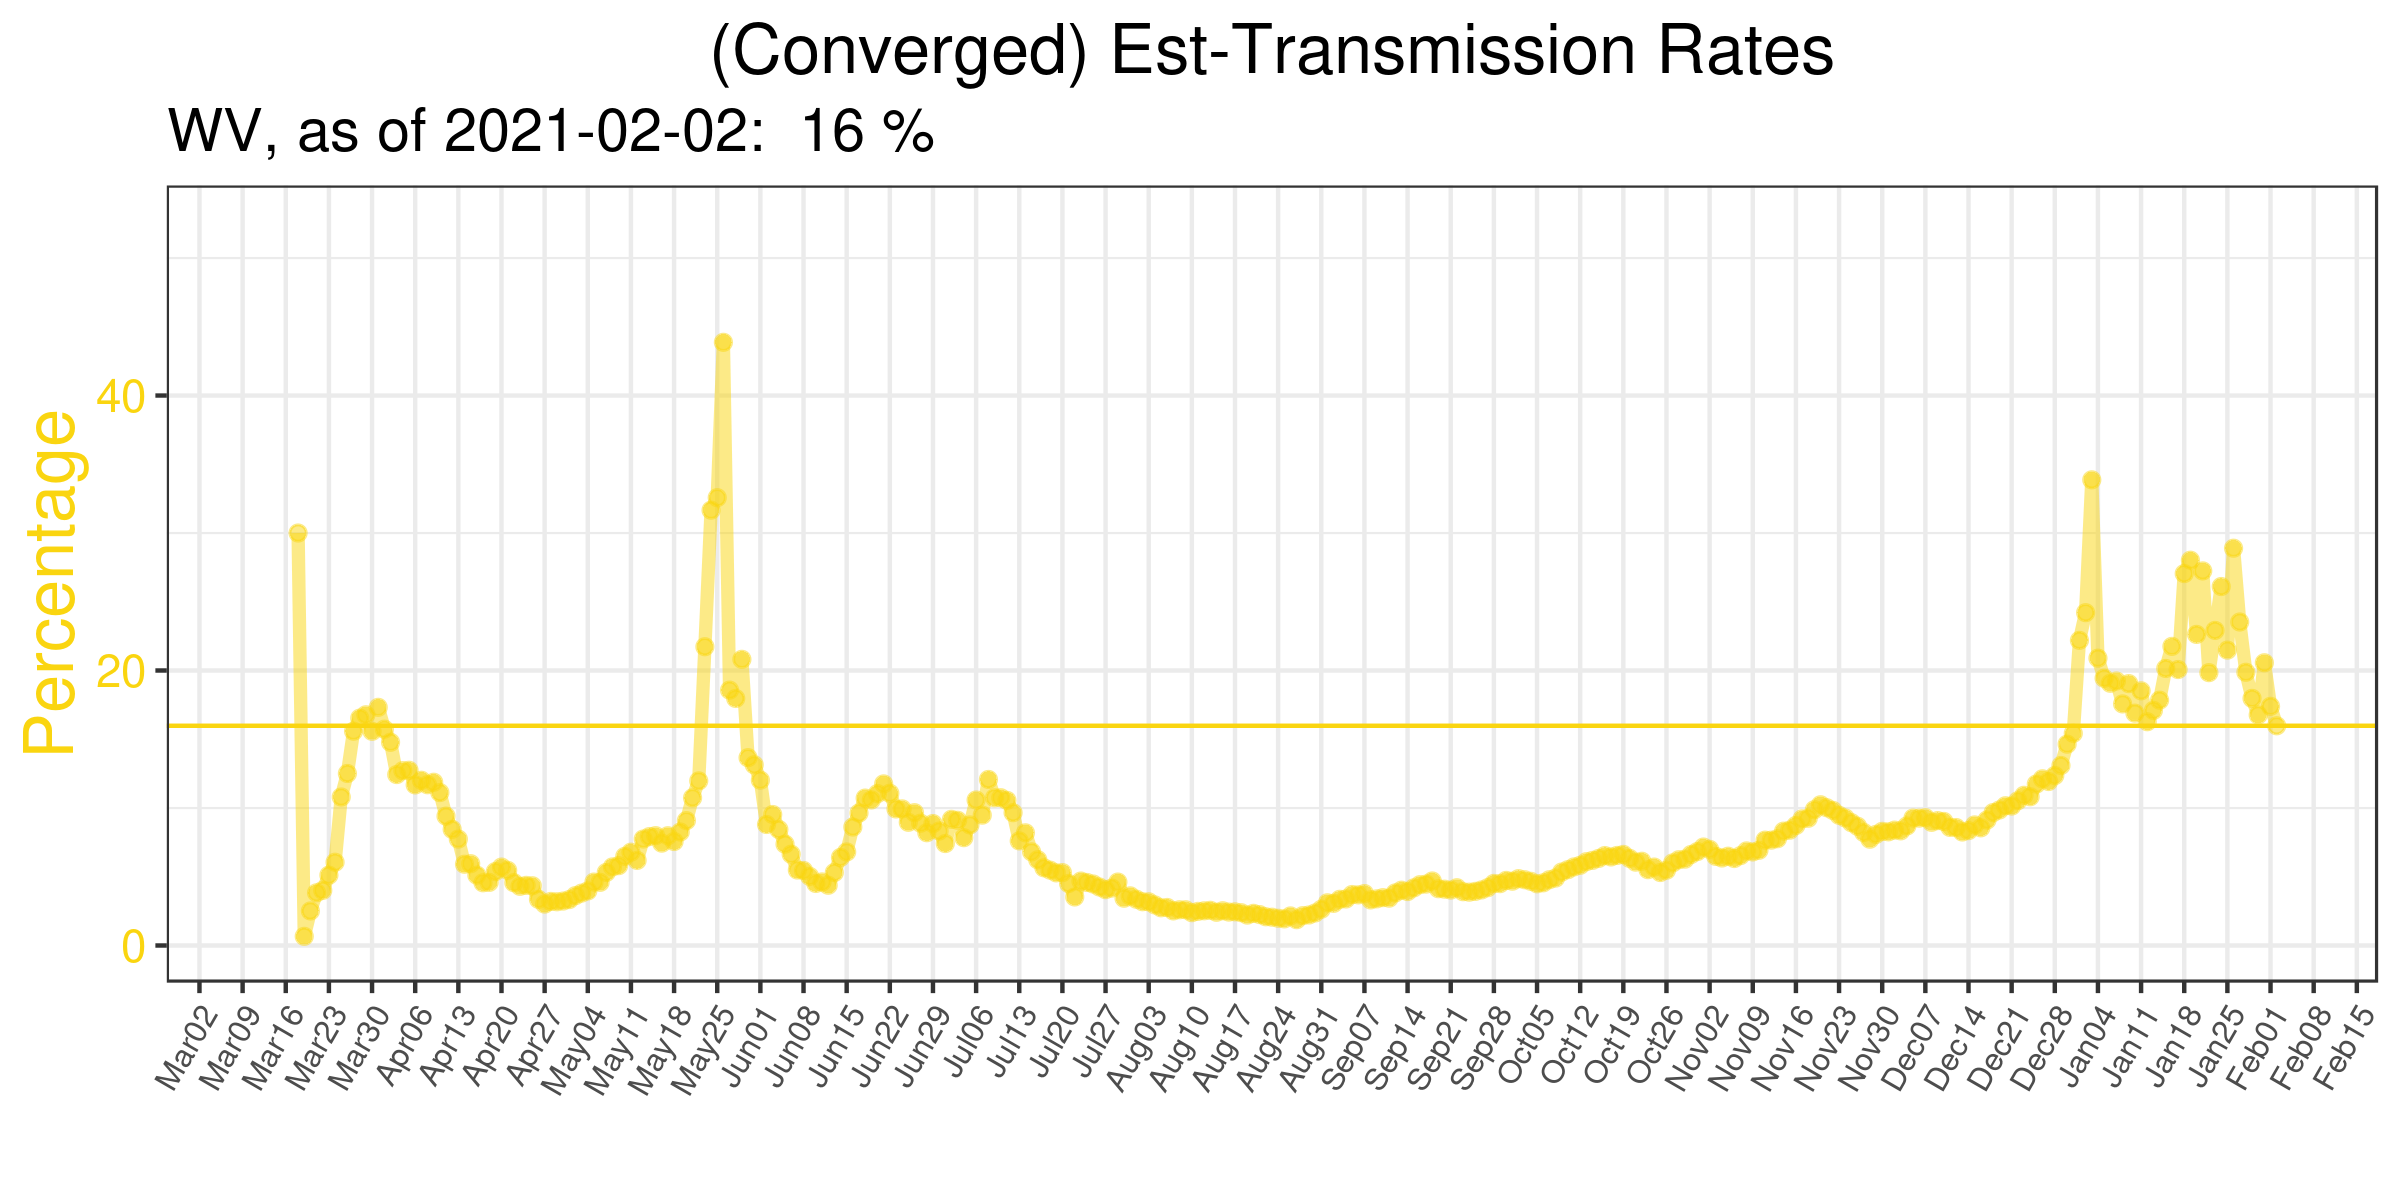 (Converged) Est-Transmission Rates
WV, as of 2021-02-02:  16 %
Percentage
40
20
0
Mar02
Mar09
Mar16
Mar23
Mar30
Apr06
Apr13
Apr20
Apr27
May04
May11
May18
May25
Jun01
Jun08
Jun15
Jun22
Jun29
Jul06
Jul13
Jul20
Jul27
Aug03
Aug10
Aug17
Aug24
Aug31
Sep07
Sep14
Sep21
Sep28
Oct05
Oct12
Oct19
Oct26
Nov02
Nov09
Nov16
Nov23
Nov30
Dec07
Dec14
Dec21
Dec28
Jan04
Jan11
Jan18
Jan25
Feb01
Feb08
Feb15